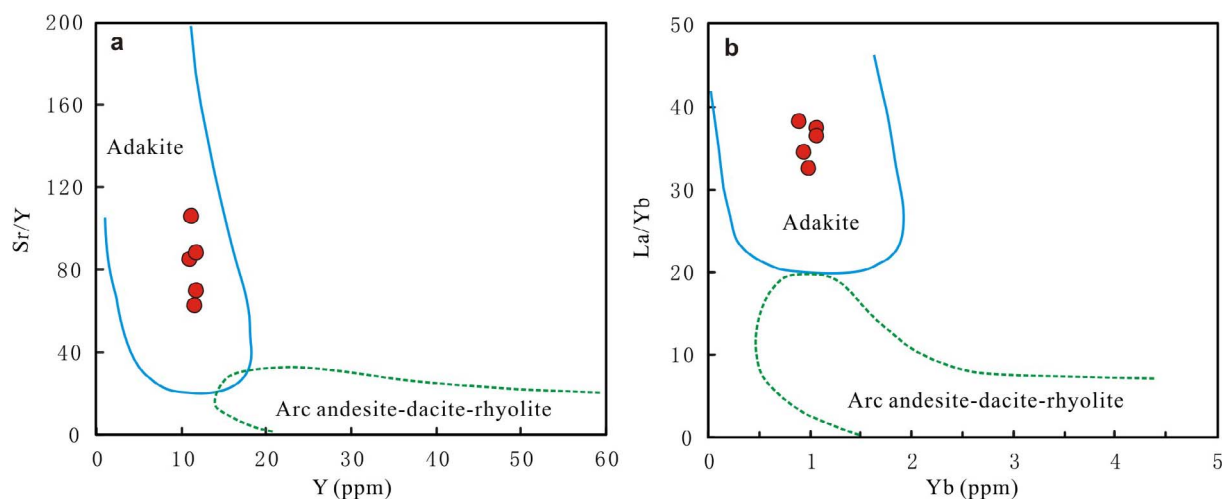 a
200
160
120
80
40
0
Sr/Y
Adakite
Arc andesite-dacite-rhyolite
0 10 20 30 40 50 60
Y (ppm)
b
50
40
30
20
10
0
La/Yb
Adakite
Arc andesite-dacite-rhyolite
0 1 2 3 4 5
Yb (ppm)